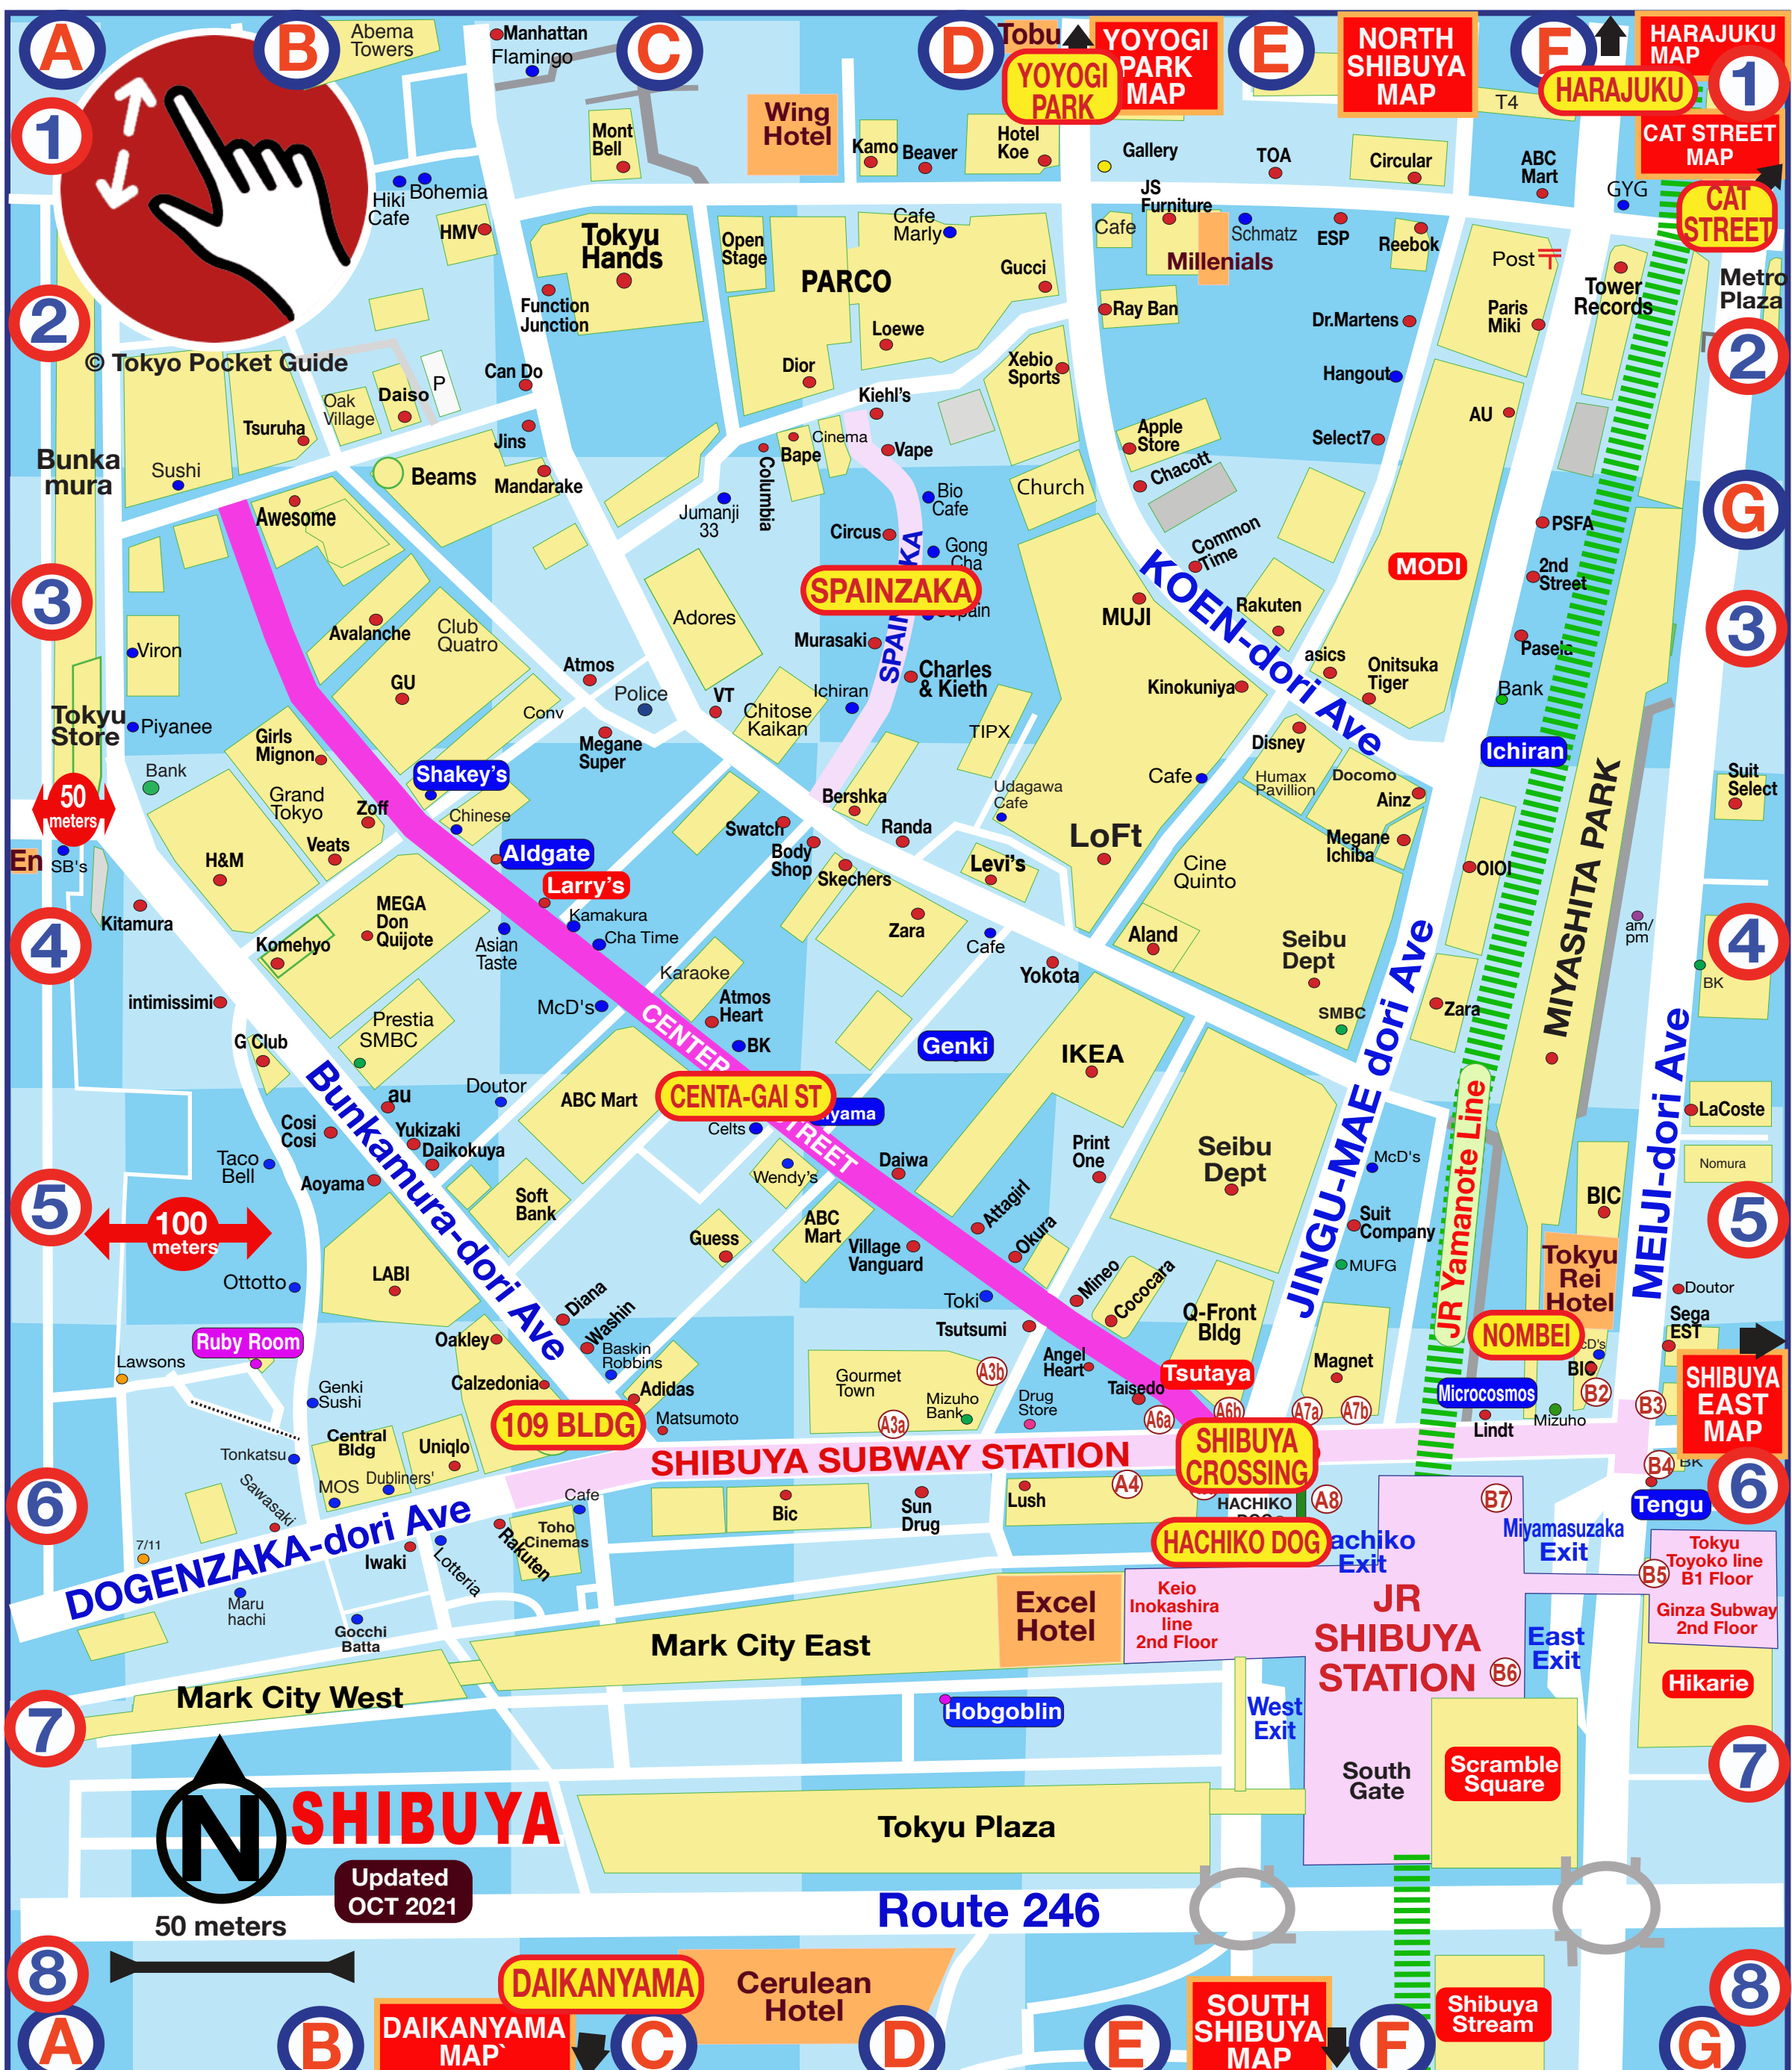 A
B
C
D
E
F
Abema
Towers
Manhattan
Flamingo
Tobu
YOYOGI
PARK
YOYOGI
PARK
MAP
NORTH
SHIBUYA
MAP
HARAJUKU
MAP
HARAJUKU
1
1
T4
CAT STREET
MAP
CAT
STREET
Wing
Hotel
Mont
Bell
Kamo
Beaver
Hotel
Koe
Gallery
TOA
Circular
ABC
Mart
GYG
Hiki
Cafe
Bohemia
HMV
Tokyu
Hands
Open
Stage
Cafe
Marly
PARCO
Gucci
JS
Furniture
Cafe
Millenials
Schmatz
ESP
Reebok
Post
Tower
Records
Metro
Plaza
Function
Junction
Loewe
Ray Ban
Dr.Martens
Paris
Miki
2
2
© Tokyo Pocket Guide
Can Do
Dior
Xebio
Sports
Hangout
P
Daiso
Oak
Village
Kiehl's
AU
Tsuruha
Jins
Cinema
Bape
Vape
Columbia
Apple
Store
Select7
Bunka
mura
Sushi
Beams
Mandarake
Chacott
Church
Awesome
Jumanji
33
Bio
Cafe
Circus
Gong
Cha
Common
Time
PSFA
G
MODI
2nd
Street
3
3
SPAINZAKA
KOEN-dori Ave
Adores
MUJI
Rakuten
Avalanche
Club
Quatro
Murasaki
Pasela
Viron
Atmos
Charles
& Kieth
asics
Onitsuka
Tiger
GU
Police
VT
Ichiran
Kinokuniya
Bank
Tokyu
Store
Piyanee
Conv
Chitose
Kaikan
TIPX
Girls
Mignon
Megane
Super
Disney
Ichiran
Bank
Shakey's
Cafe
Humax
Pavillion
Docomo
Suit
Select
50
meters
Grand
Tokyo
Zoff
Chinese
Bershka
Udagawa
Cafe
Ainz
Swatch
Randa
Veats
LoFt
Megane
Ichiba
En
SB's
H&M
Aldgate
Body
Shop
Skechers
Levi's
Cine
Quinto
OIOI
MIYASHITA PARK
Larry's
Kitamura
MEGA
Don
Quijote
Kamakura
Cha Time
Zara
am/
pm
4
4
Komehyo
Asian
Taste
Cafe
Aland
Seibu
Dept
Karaoke
Yokota
BK
intimissimi
McD's
Atmos
Heart
Prestia
SMBC
SMBC
Zara
G Club
BK
Genki
IKEA
CENTER
STREET
CENTA-GAI ST
Bunkamura-dori Ave
Doutor
ABC Mart
au
Celts
LaCoste
Cosi
Cosi
Yukizaki
Daikokuya
Taco
Bell
Print
One
Seibu
Dept
McD's
JR Yamanote Line
JINGU-MAE dori Ave
MEIJI-dori Ave
Nomura
Daiwa
Wendy's
Aoyama
BIC
5
5
Soft
Bank
100
meters
Guess
ABC
Mart
Attagirl
Suit
Company
Village
Vanguard
Okura
Tokyu
Rei
Hotel
MUFG
Ottotto
LABI
Mineo
Cococara
Doutor
Toki
Diana
Q-Front
Bldg
Sega
EST
NOMBEI
Tsutsumi
Washin
Ruby Room
Oakley
Baskin
Robbins
Angel
Heart
Magnet
BIC
Lawsons
Gourmet
Town
A3b
Tsutaya
SHIBUYA
EAST
MAP
Calzedonia
Adidas
Taisedo
Microcosmos
B2
B3
Genki
Sushi
Mizuho
Bank
Drug
Store
A6a
A6b
A7a
A7b
109 BLDG
Matsumoto
A3a
Lindt
Mizuho
Central
Bldg
Uniqlo
SHIBUYA SUBWAY STATION
SHIBUYA
CROSSING
Tonkatsu
B4
BK
MOS
Dubliners'
Sawasaki
Cafe
A4
A8
B7
6
6
Lush
HACHIKO
Bic
Sun
Drug
Tengu
DOGENZAKA-dori Ave
Rakuten
Toho
Cinemas
HACHIKO DOG
Exit
Miyamasuzaka
Exit
Tokyu
Toyoko line
B1 Floor
7/11
Iwaki
Lotteria
B5
Maru
hachi
Excel
Hotel
Keio
Inokashira
line
2nd Floor
JR
SHIBUYA
STATION
Ginza Subway
2nd Floor
Gocchi
Batta
Mark City East
East
Exit
B6
Mark City West
Hikarie
Hobgoblin
West
Exit
7
7
Scramble
Square
South
Gate
N
SHIBUYA
Tokyu Plaza
Updated
OCT 2021
Route 246
50 meters
8
8
DAIKANYAMA
Cerulean
Hotel
SOUTH
SHIBUYA
MAP
Shibuya
Stream
DAIKANYAMA
MAP`
A
B
C
D
E
F
G